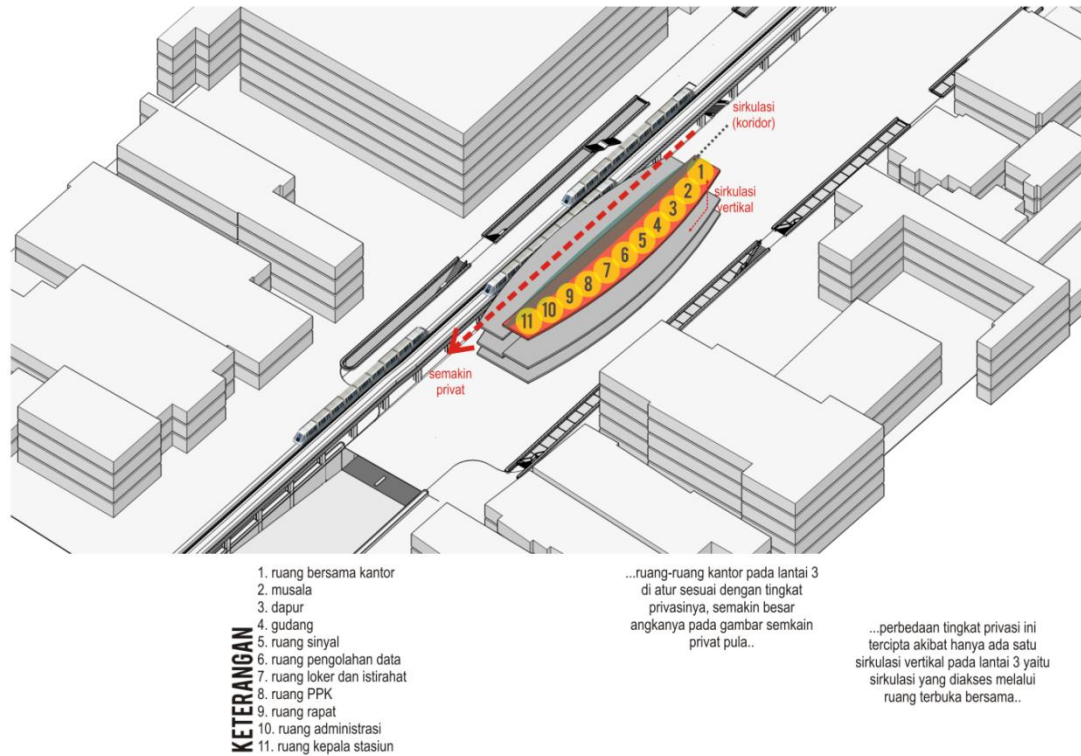 sirkulasi
(koridor)
sirkulasi
vertikal
1
2
3
4
5
6
7
8
9
10
11
semakin
privat
KETERANGAN
1. ruang bersama kantor
2. musala
3. dapur
4. gudang
5. ruang sinyal
6. ruang pengolahan data
7. ruang loker dan istirahat
8. ruang PPK
9. ruang rapat
10. ruang administrasi
11. ruang kepala stasiun
...ruang-ruang kantor pada lantai 3
di atur sesuai dengan tingkat
privasinya, semakin besar
angkanya pada gambar semkain
privat pula..
...perbedaan tingkat privasi ini
tercipta akibat hanya ada satu
sirkulasi vertikal pada lantai 3 yaitu
sirkulasi yang diakses melalui
ruang terbuka bersama..